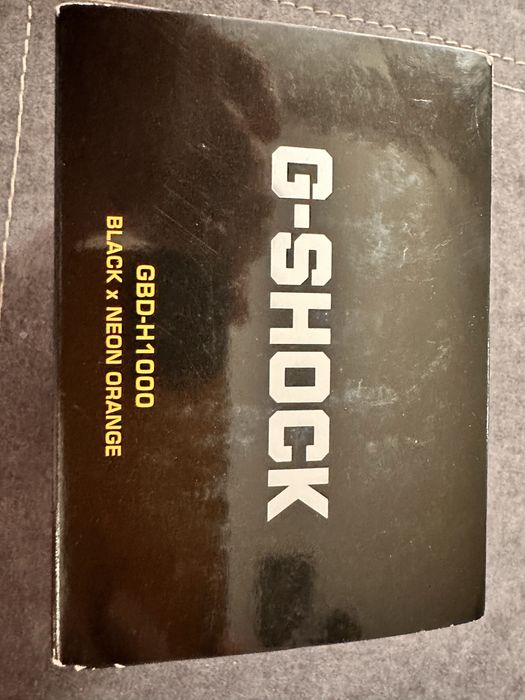 G-SHOCK
GBD-H1000
BLACK x NEON ORANGE